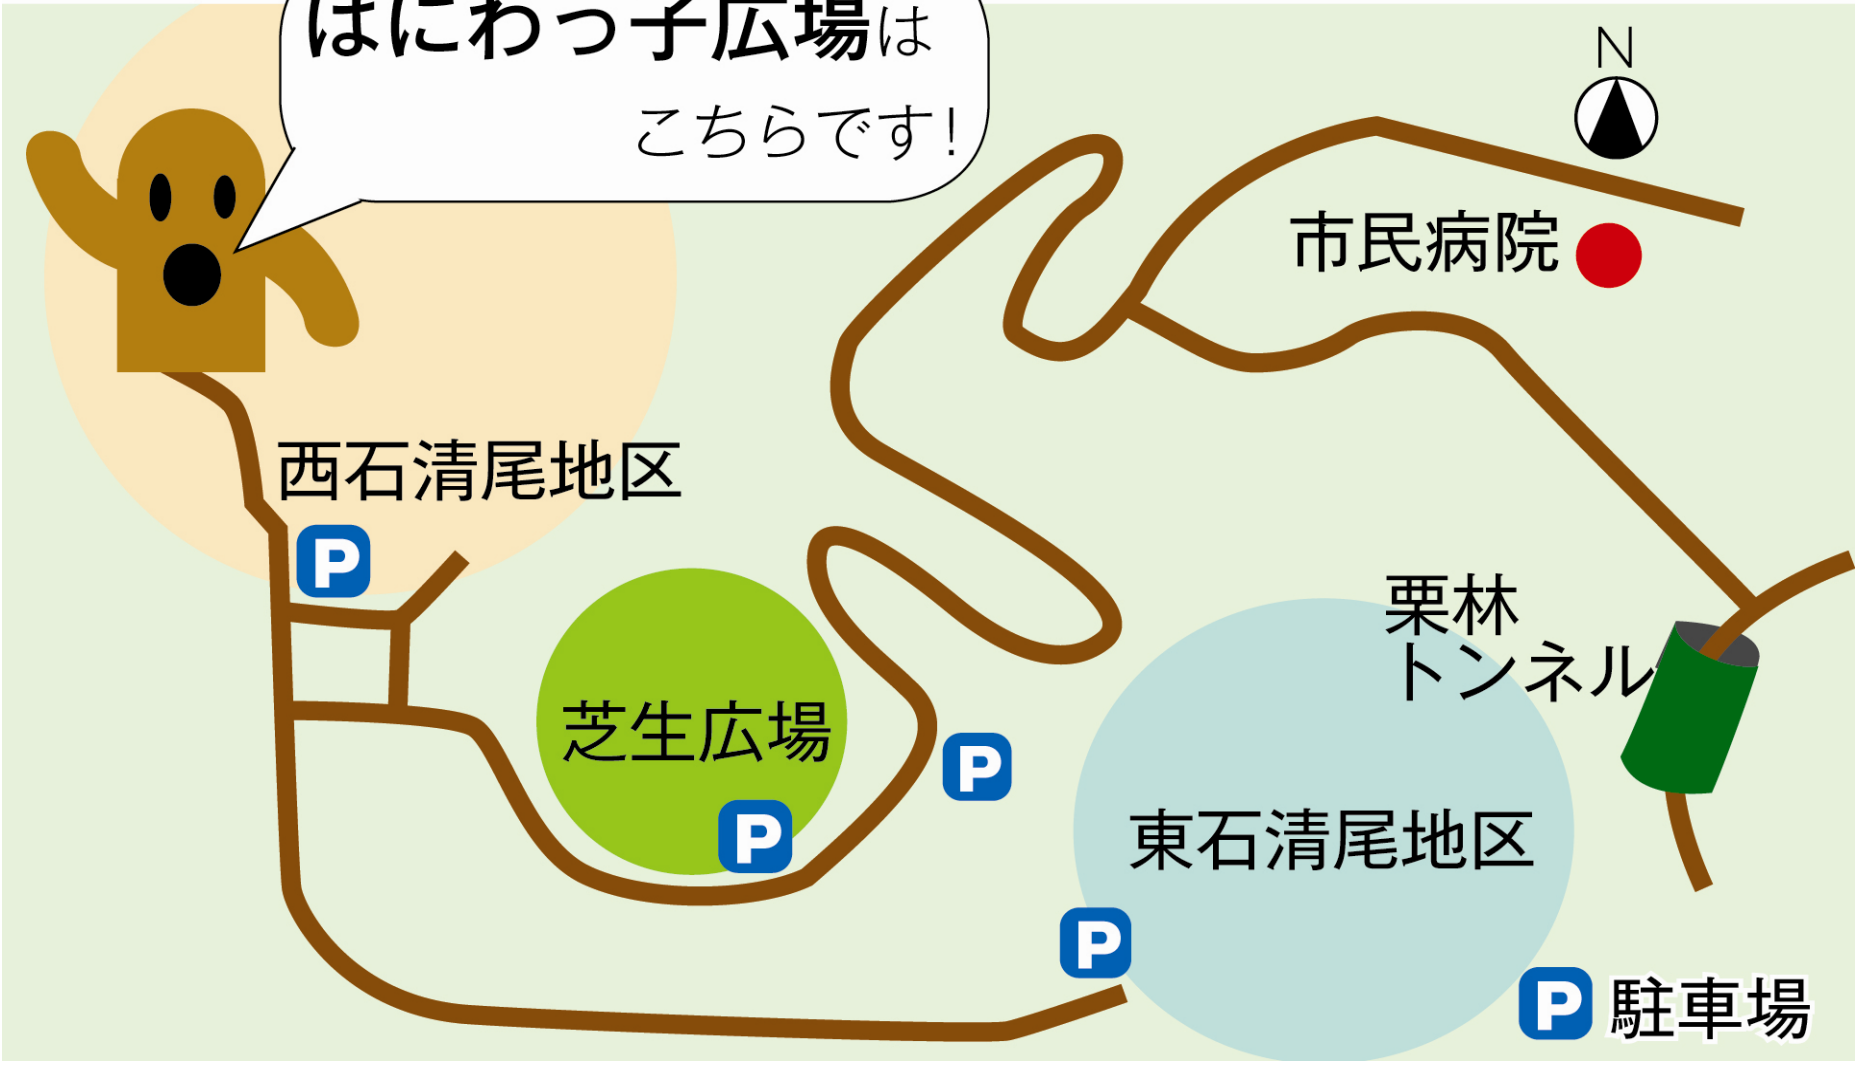 はにわっ子広場は
こちらです!
N
市民病院
西石清尾地区
P
栗林
トンネル
芝生広場
P
P
東石清尾地区
P
P 駐車場